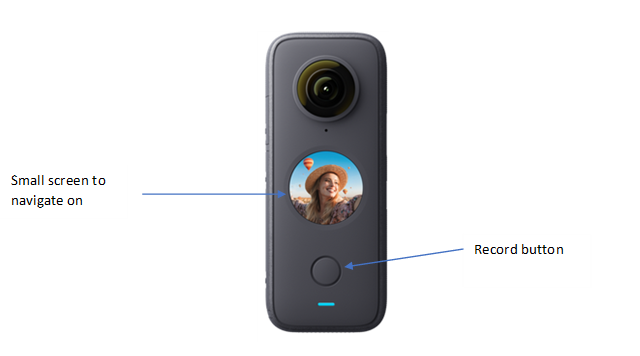 Small screen to
navigate on
Record button